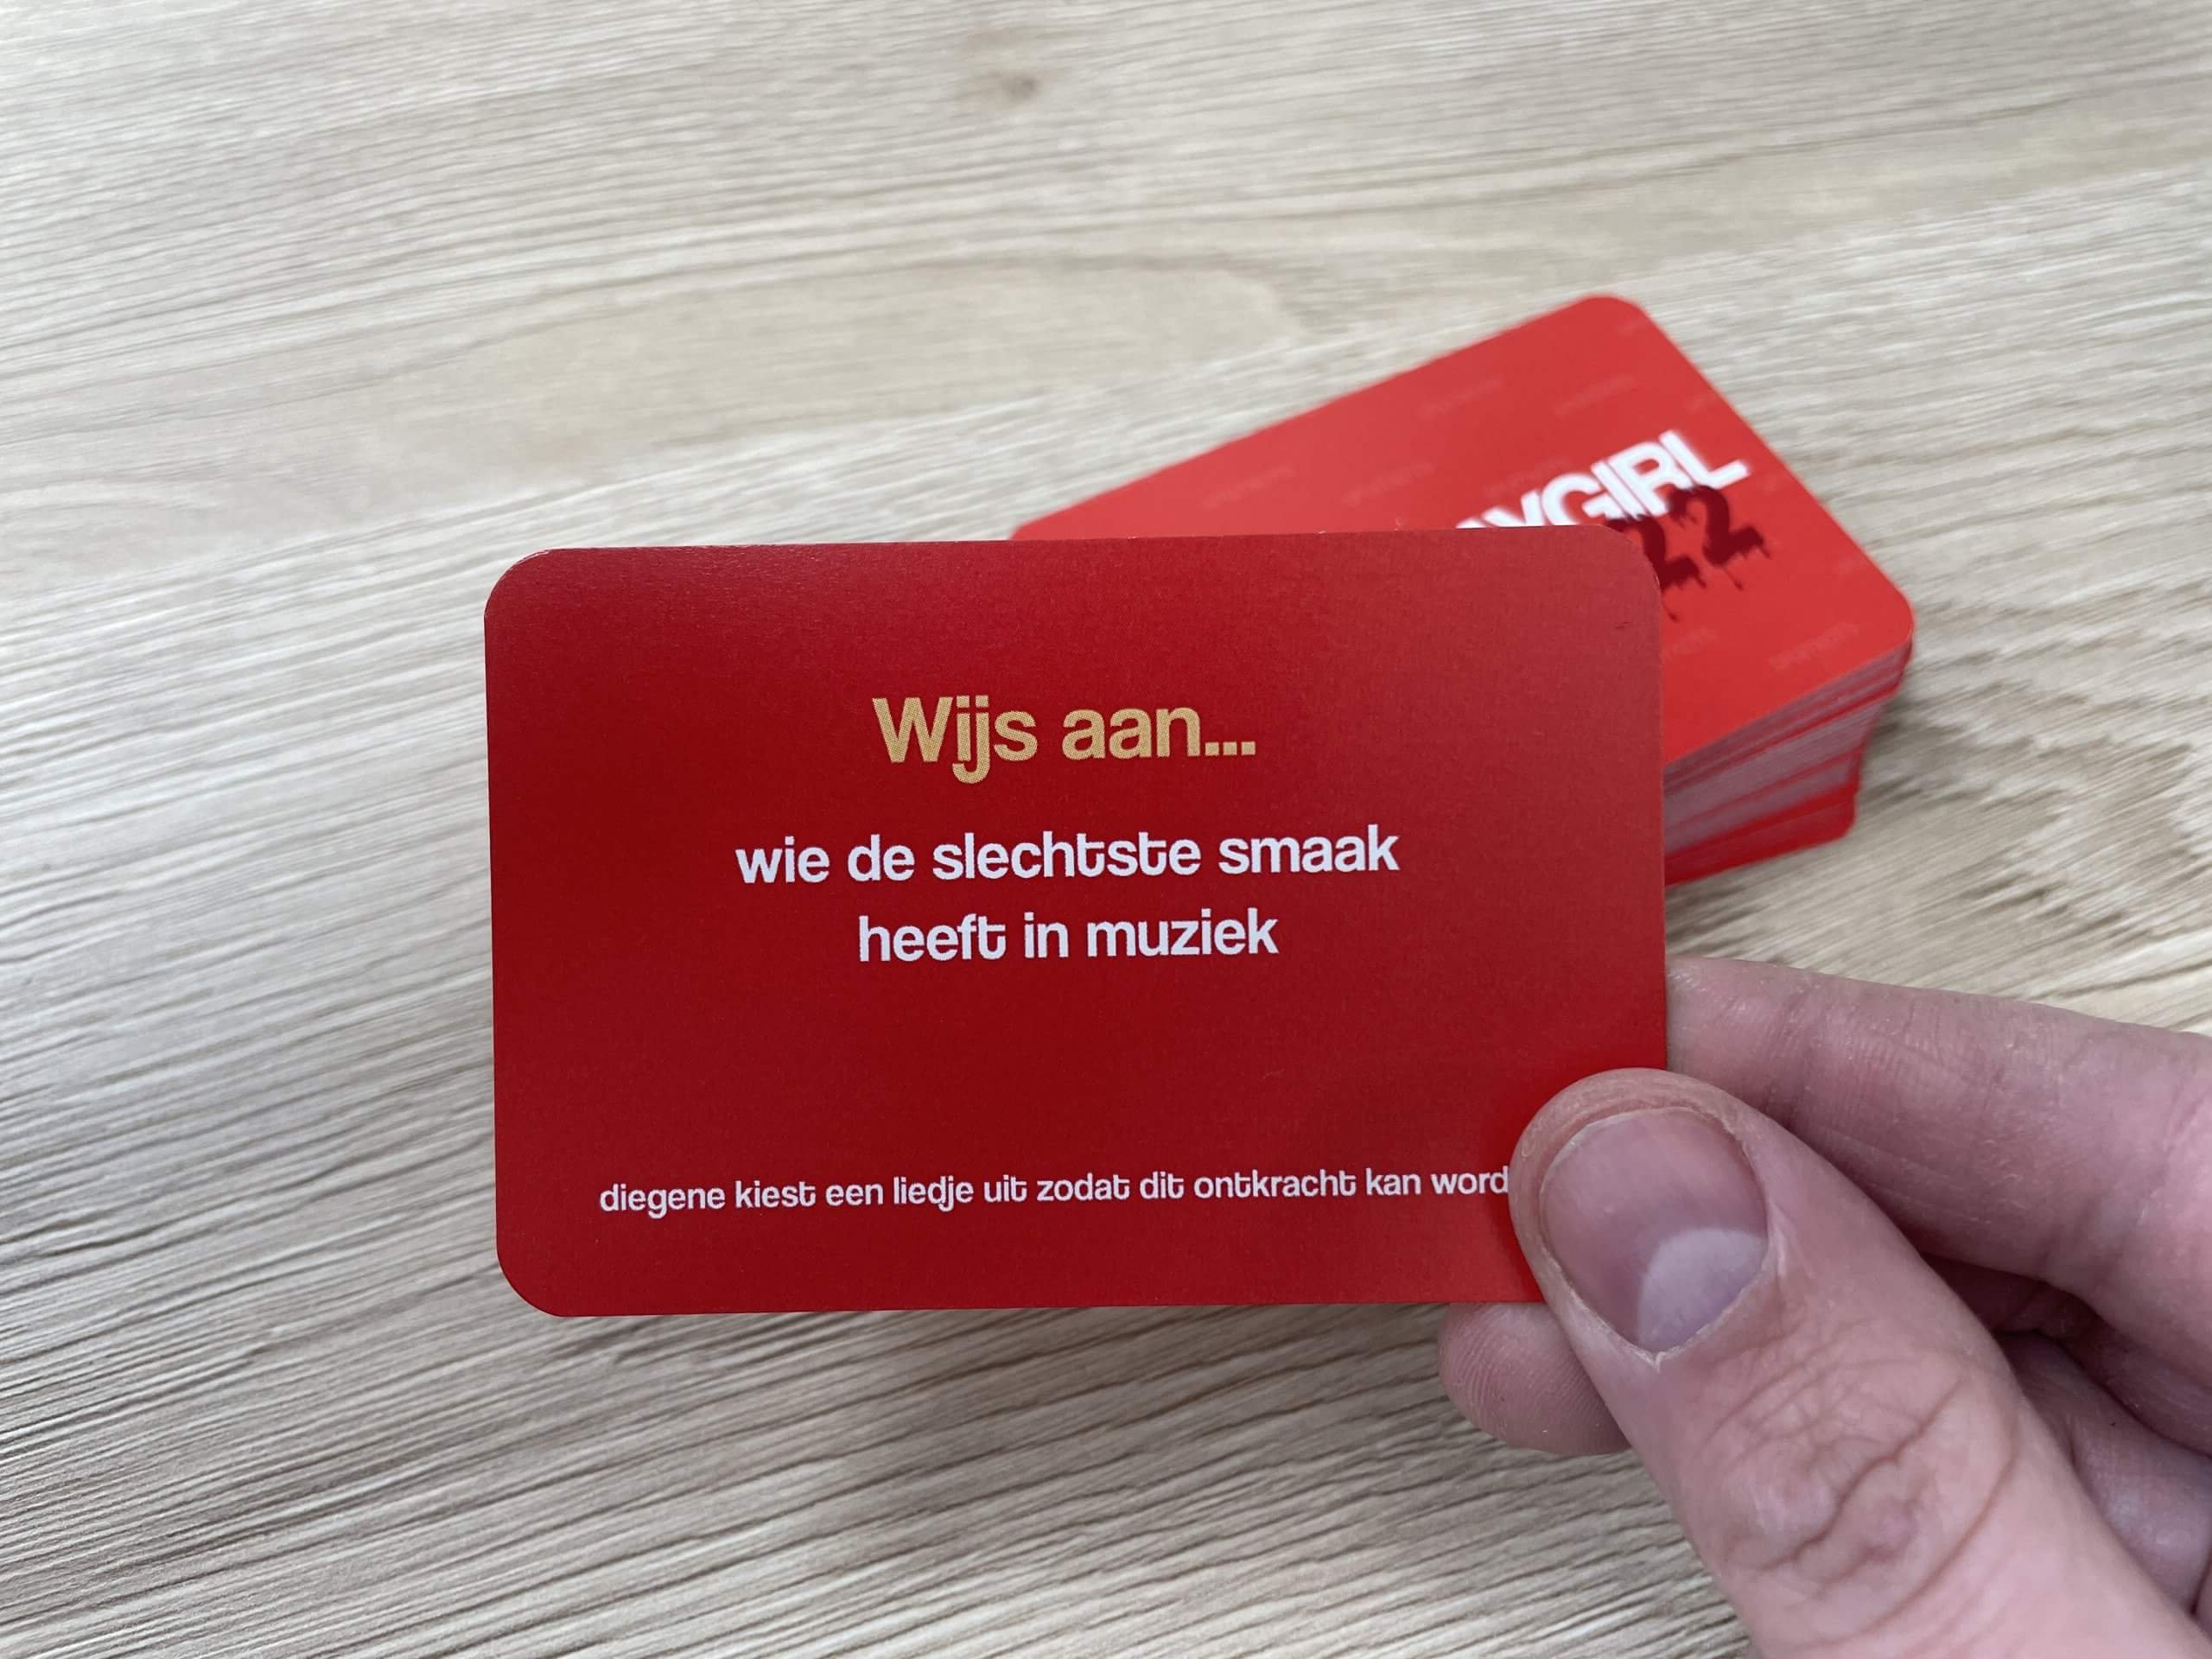 Wijs aan...
wie de slechtste smaak
heeft in muziek
diegene kiest een liedje uit zodat dit ontkracht kan word
22